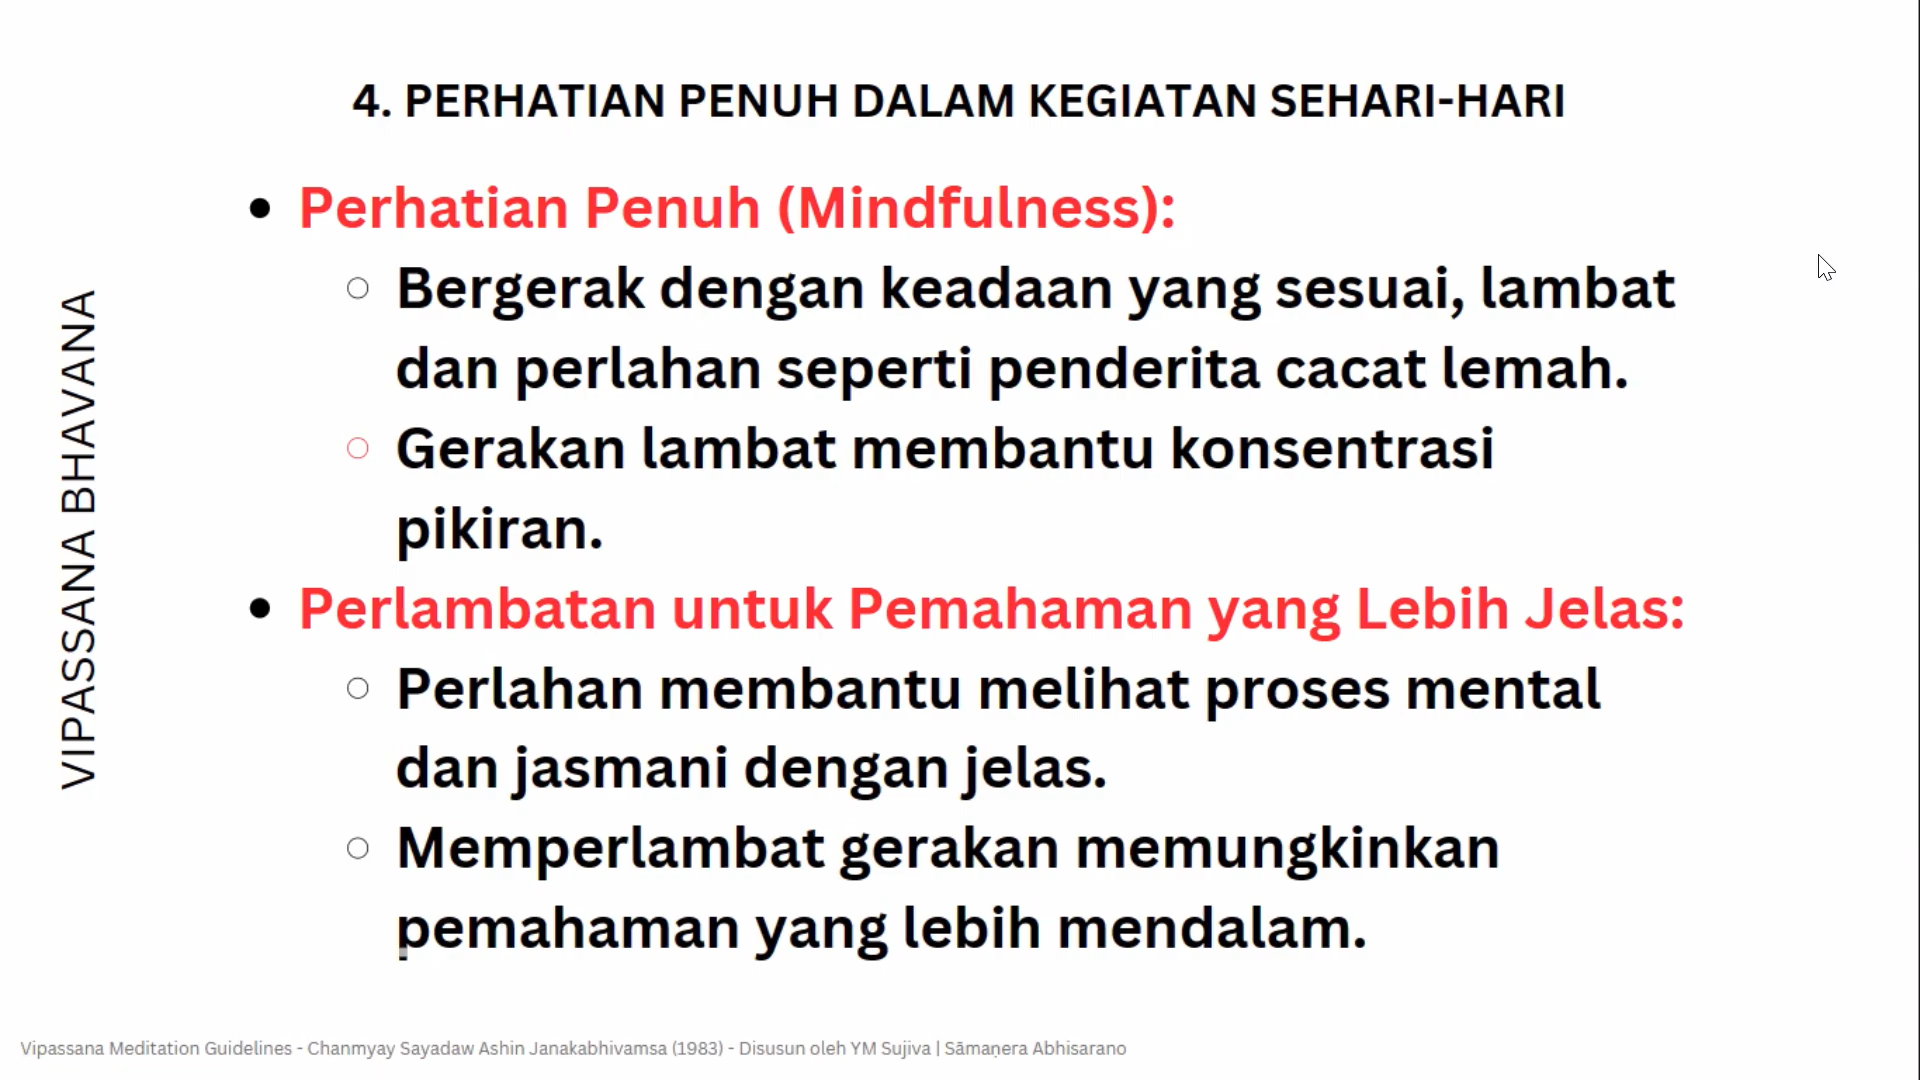 4. PERHATIAN PENUH DALAM KEGIATAN SEHARI-HARI
VIPASSANA BHAVANA
Perhatian Penuh (Mindfulness):
Bergerak dengan keadaan yang sesuai, lambat
dan perlahan seperti penderita cacat lemah.
Gerakan lambat membantu konsentrasi
pikiran.
Perlambatan untuk Pemahaman yang Lebih Jelas:
Perlahan membantu melihat proses mental
dan jasmani dengan jelas.
Memperlambat gerakan memungkinkan
pemahaman yang lebih mendalam.
Vipassana Meditation Guidelines - Chanmyay Sayadaw Ashin Janakabhivamsa (1983) - Disusun oleh YM Sujiva | Sāmaṇera Abhisarano